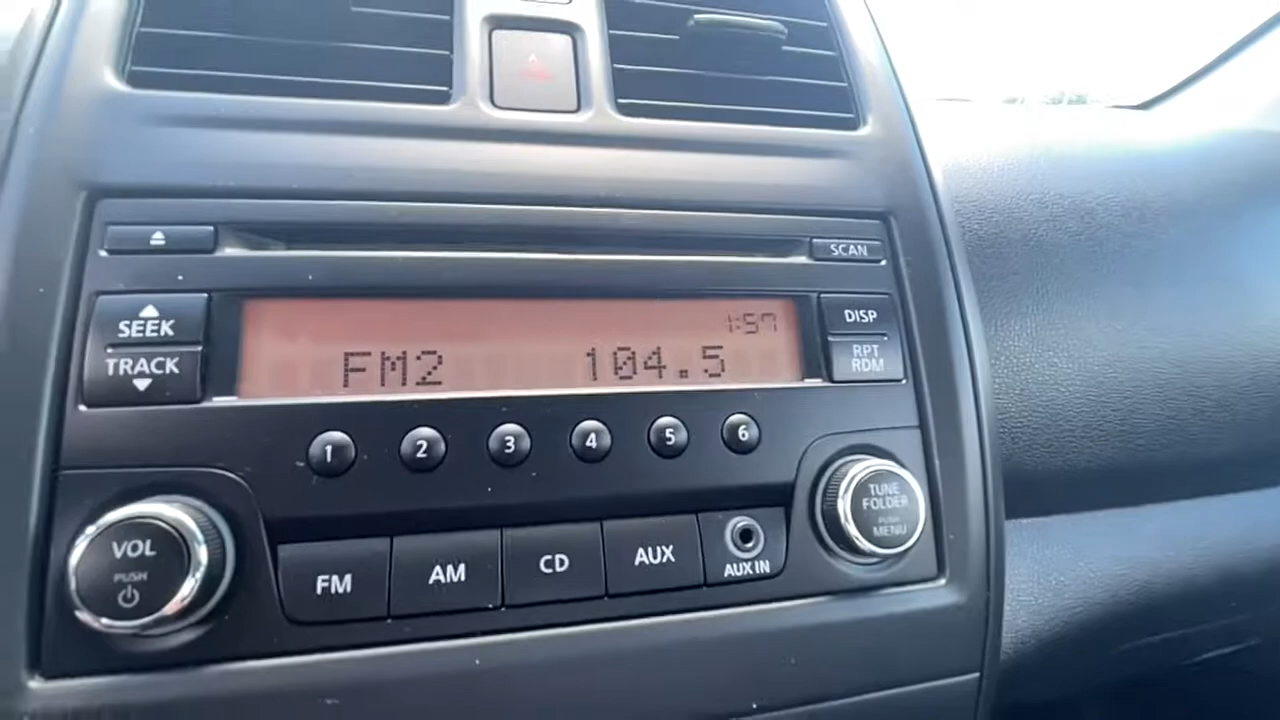 SCAN
SEEK
TRACK
1:57
FM2 104.5
DISP
RPT
RDM
1 2 3 4 5 6
VOL
PUSH
FM AM CD AUX AUX IN
TUNE
FOLDER
PUSH
MENU